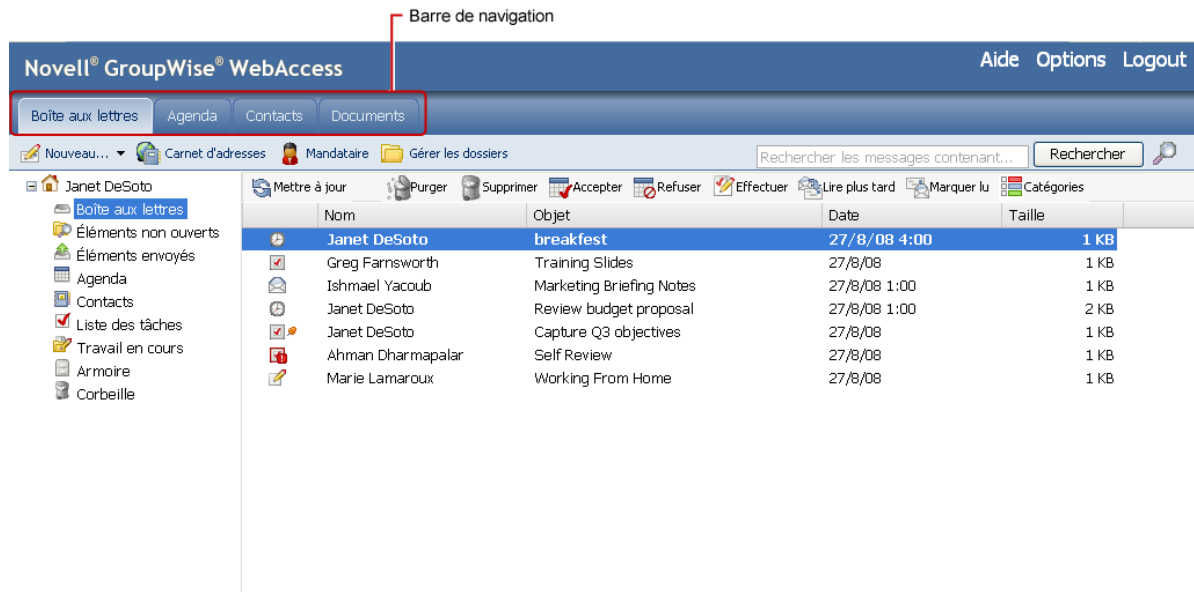 Barre de navigation
Novell® GroupWise® WebAccess
Aide Options Logout
Boîte aux lettres Agenda Contacts Documents
Nouveau... Carnet d'adresses Mandataire Gérer les dossiers Rechercher les messages contenant... Rechercher
Janet DeSoto
Boîte aux lettres
Éléments non ouverts
Éléments envoyés
Agenda
Contacts
Liste des tâches
Travail en cours
Armoire
Corbeille
Mettre à jour Purger Supprimer Accepter Refuser Effectuer Lire plus tard Marquer lu Catégories
Nom Objet Date Taille
Janet DeSoto breakfest 27/8/08 4:00 1 KB
Greg Farnsworth Training Slides 27/8/08 1 KB
Ishmael Yacoub Marketing Briefing Notes 27/8/08 1:00 1 KB
Janet DeSoto Review budget proposal 27/8/08 1:00 2 KB
Janet DeSoto Capture Q3 objectives 27/8/08 1 KB
Ahman Dharmapalar Self Review 27/8/08 1 KB
Marie Lamaroux Working From Home 27/8/08 1 KB